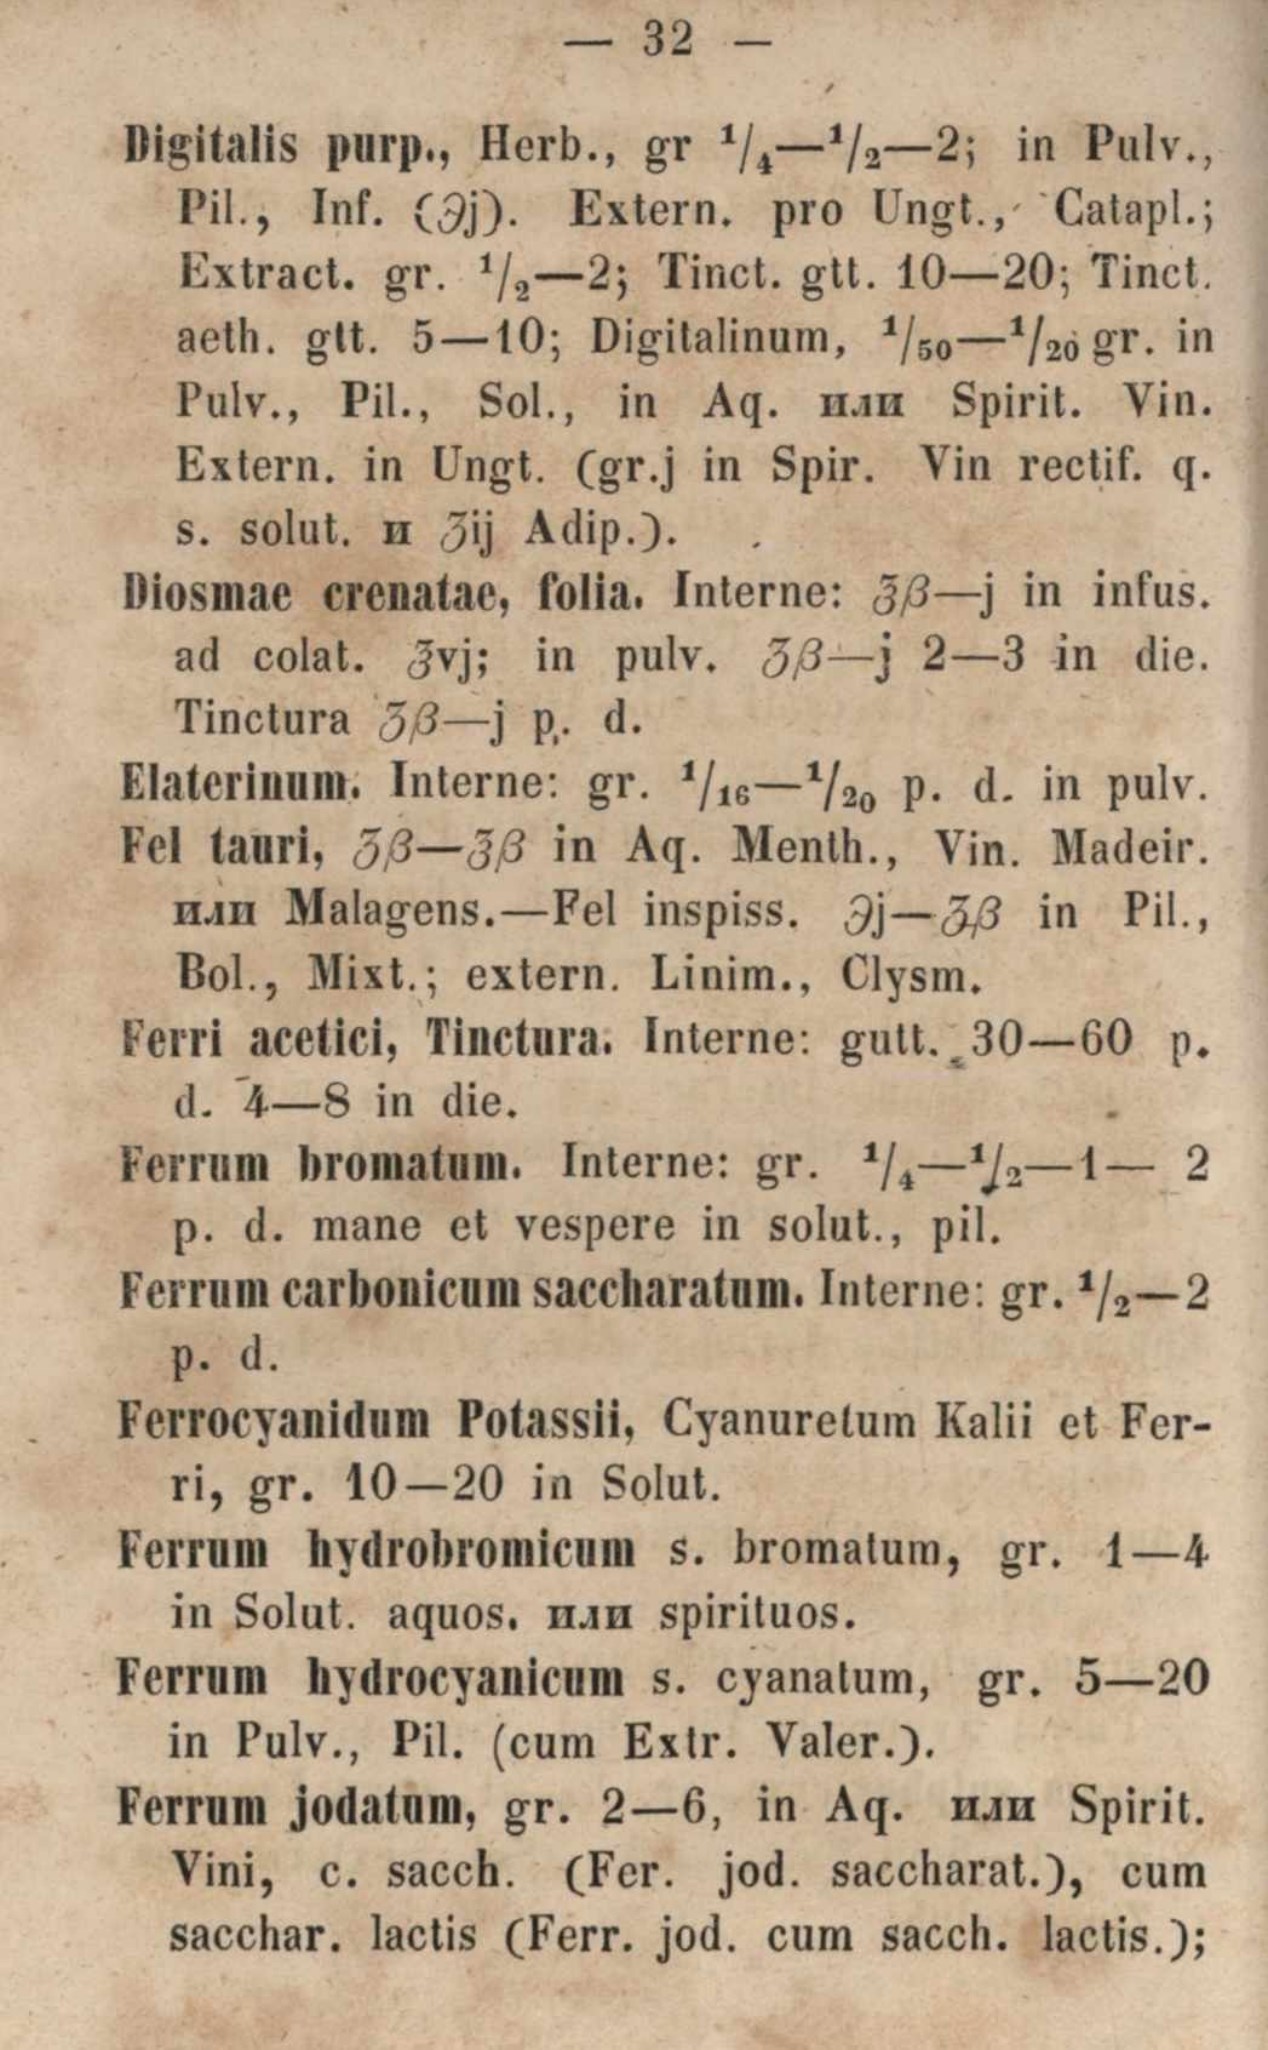 — 32 —
Digitalis purp., Herb., gr ¹/₄—¹/₂—2; in Pulv.,
Pil., Inf. (℈j). Extern. pro Ungt., Catapl.;
Extract. gr. ¹/₂—2; Tinct. gtt. 10—20; Tinct.
aeth. gtt. 5—10; Digitalinum, ¹/₅₀—¹/₂₀ gr. in
Pulv., Pil., Sol., in Aq. или Spirit. Vin.
Extern. in Ungt. (gr.j in Spir. Vin rectif. q.
s. solut. и ʒij Adip.).
Diosmae crenatae, folia. Interne: ℥β—j in infus.
ad colat. ℥vj; in pulv. ʒβ—j 2—3 in die.
Tinctura ʒβ—j p. d.
Elaterinum. Interne: gr. ¹/₁₆—¹/₂₀ p. d. in pulv.
Fel tauri, ʒβ—℥β in Aq. Menth., Vin. Madeir.
или Malagens.—Fel inspiss. ℈j—ʒβ in Pil.,
Bol., Mixt.; extern. Linim., Clysm.
Ferri acetici, Tinctura. Interne: gutt. 30—60 p.
d. 4—8 in die.
Ferrum bromatum. Interne: gr. ¹/₄—¹/₂—1— 2
p. d. mane et vespere in solut., pil.
Ferrum carbonicum saccharatum. Interne: gr. ¹/₂—2
p. d.
Ferrocyanidum Potassii, Cyanuretum Kalii et Fer-
ri, gr. 10—20 in Solut.
Ferrum hydrobromicum s. bromatum, gr. 1—4
in Solut. aquos. или spirituos.
Ferrum hydrocyanicum s. cyanatum, gr. 5—20
in Pulv., Pil. (cum Extr. Valer.).
Ferrum jodatum, gr. 2—6, in Aq. или Spirit.
Vini, c. sacch. (Fer. jod. saccharat.), cum
sacchar. lactis (Ferr. jod. cum sacch. lactis.);